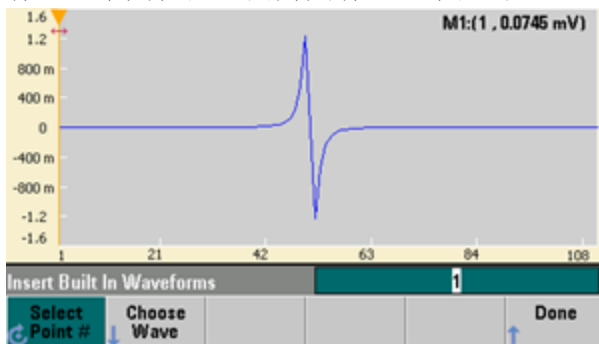 1.6
M1:(1 , 0.0745 mV)
1.2
800 m
400 m
0
-400 m
-800 m
-1.2
-1.6
1 21 42 63 84 108
Insert Built In Waveforms 1
Select Point #
Choose Wave
Done